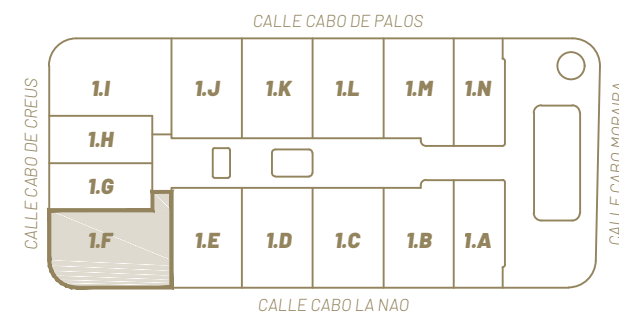 CALLE CABO DE PALOS
CALLE CABO DE CREUS
1.I
1.J
1.K
1.L
1.M
1.N
CALLE CABO MORAIRA
1.H
1.G
1.F
1.E
1.D
1.C
1.B
1.A
CALLE CABO LA NAO